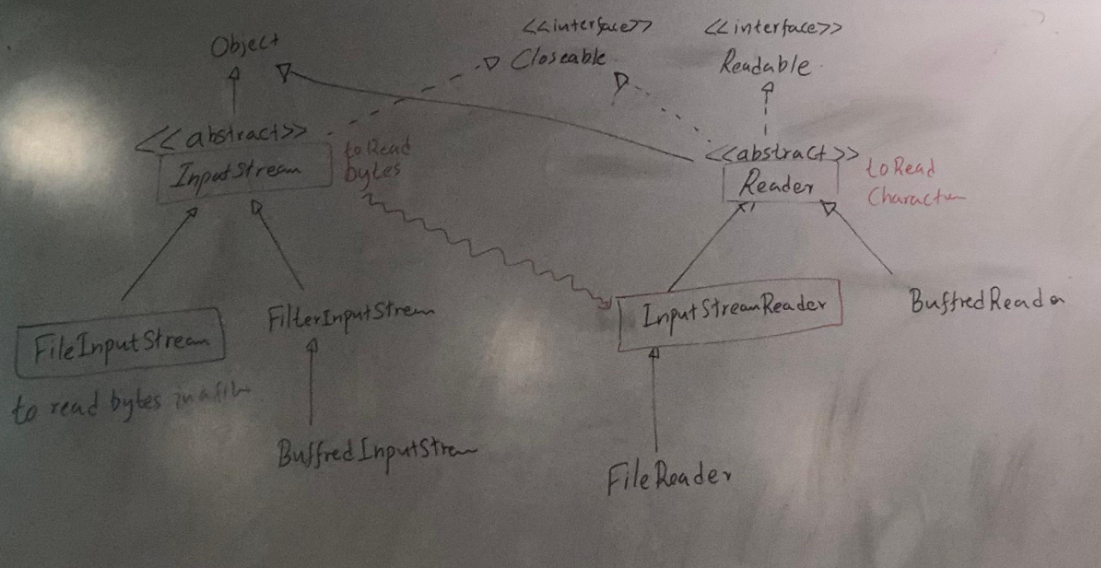 Object
<<interface>>
Closeable
<<interface>>
Readable
<<abstract>>
InputStream
to Read
bytes
<<abstract>>
Reader
to Read
FileInputStream
to read bytes in a file
FilterInputStream
BuffredInputStream
InputStreamReader
FileReader
BuffredReader